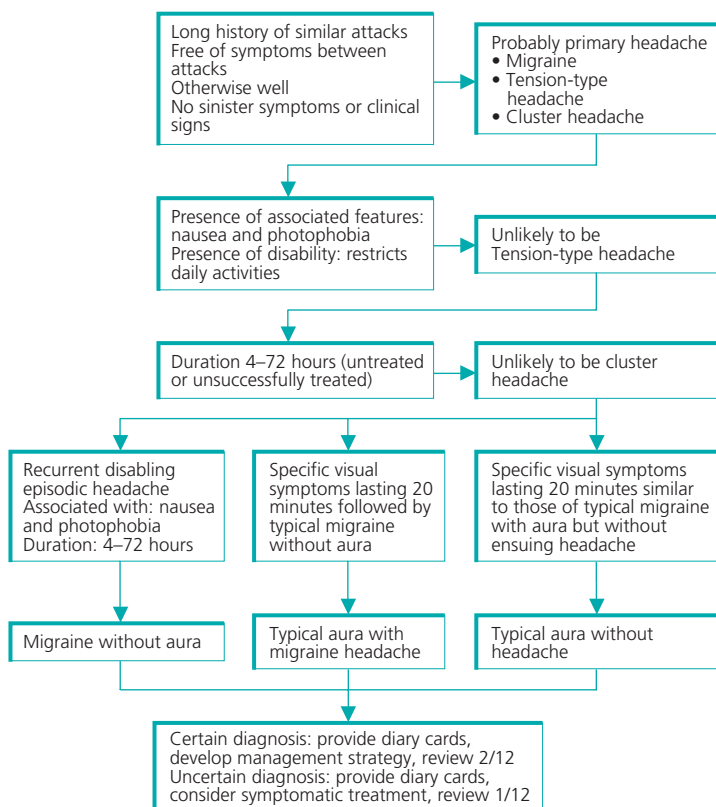 Long history of similar attacks
Free of symptoms between
attacks
Otherwise well
No sinister symptoms or clinical
signs
Probably primary headache
• Migraine
• Tension-type
headache
• Cluster headache
Presence of associated features:
nausea and photophobia
Presence of disability: restricts
daily activities
Unlikely to be
Tension-type headache
Duration 4–72 hours (untreated
or unsuccessfully treated)
Unlikely to be cluster
headache
Recurrent disabling
episodic headache
Associated with: nausea
and photophobia
Duration: 4–72 hours
Specific visual
symptoms lasting 20
minutes followed by
typical migraine
without aura
Specific visual symptoms
lasting 20 minutes similar
to those of typical migraine
with aura but without
ensuing headache
Migraine without aura
Typical aura with
migraine headache
Typical aura without
headache
Certain diagnosis: provide diary cards,
develop management strategy, review 2/12
Uncertain diagnosis: provide diary cards,
consider symptomatic treatment, review 1/12